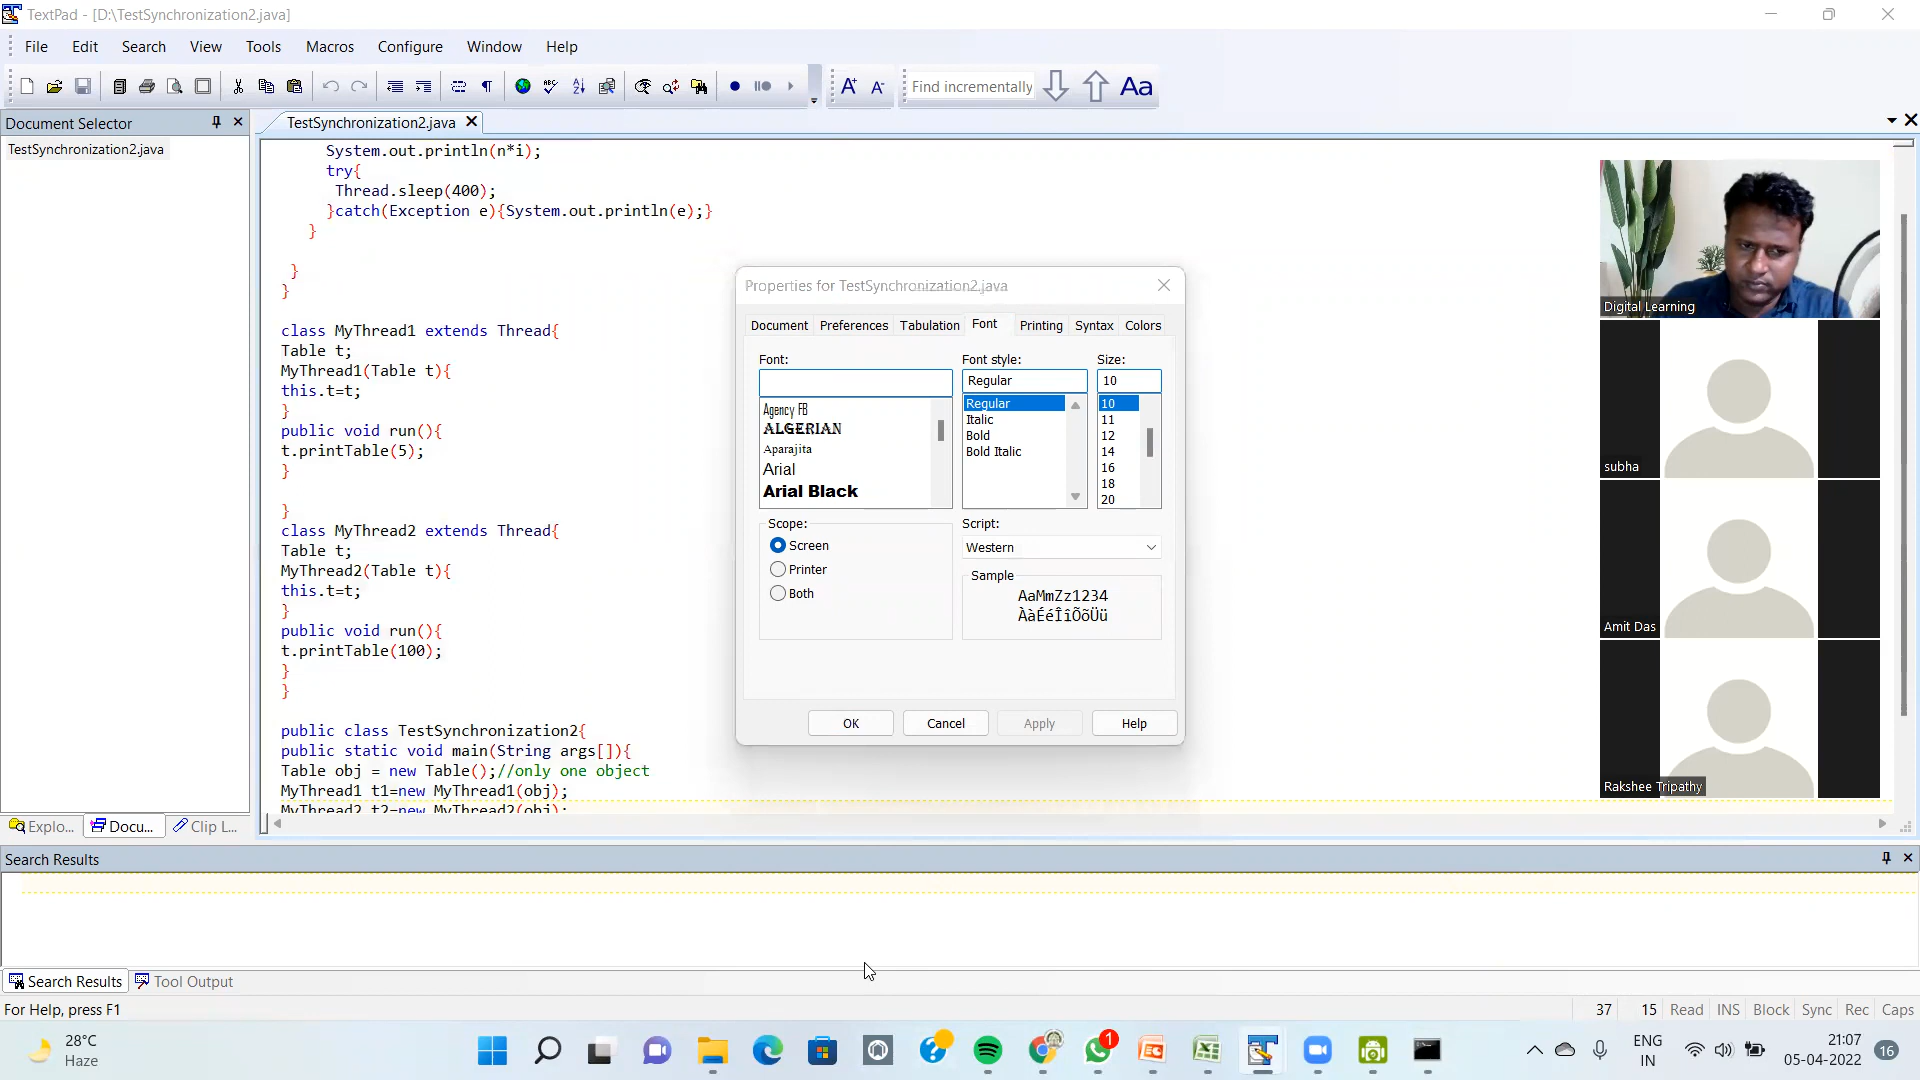 TextPad - [D:\TestSynchronization2.java]
File Edit Search View Tools Macros Configure Window Help
Find incrementally
Aa
Document Selector
TestSynchronization2.java
TestSynchronization2.java
System.out.println(n*i);
try{
Thread.sleep(400);
}catch(Exception e){System.out.println(e);}
}
}
}
class MyThread1 extends Thread{
Table t;
MyThread1(Table t){
this.t=t;
}
public void run(){
t.printTable(5);
}
}
class MyThread2 extends Thread{
Table t;
MyThread2(Table t){
this.t=t;
}
public void run(){
t.printTable(100);
}
}
public class TestSynchronization2{
public static void main(String args[]){
Table obj = new Table();//only one object
MyThread1 t1=new MyThread1(obj);
MyThread2 t2=new MyThread2(obj);
Properties for TestSynchronization2.java
Document Preferences Tabulation Font Printing Syntax Colors
Font: Font style: Size:
Regular 10
Agency FB
ALGERIAN
Aparajita
Arial
Arial Black
Regular
Italic
Bold
Bold Italic
10
11
12
14
16
18
20
Scope:
Screen
Printer
Both
Script:
Western
Sample
AaMmZz1234
ÀàÉéÎîÕõÜü
OK Cancel Apply Help
Digital Learning
subha
Amit Das
Rakshee Tripathy
Explo... Docu... Clip L...
Search Results
Search Results Tool Output
For Help, press F1
37 15 Read INS Block Sync Rec Caps
28°C
Haze
1
ENG
IN
21:07
05-04-2022
16